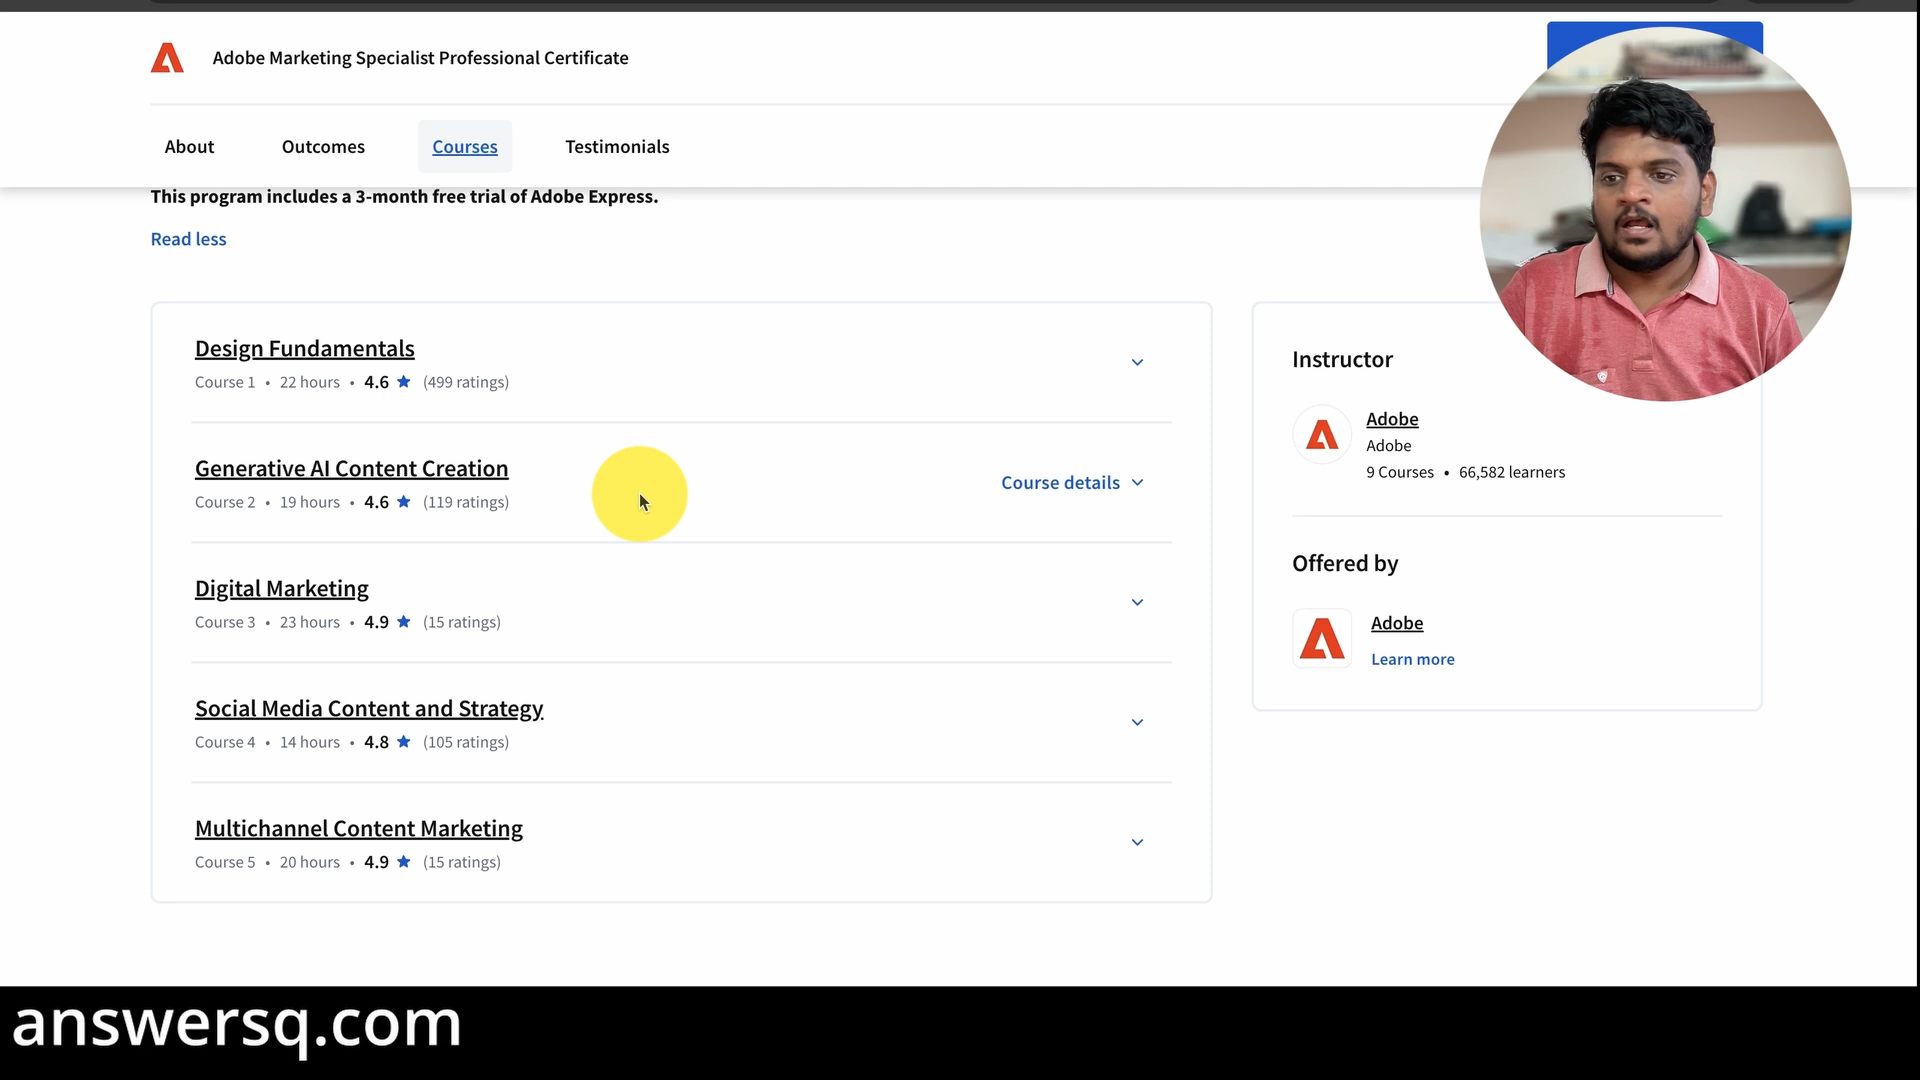 Adobe Marketing Specialist Professional Certificate
About Outcomes Courses Testimonials
This program includes a 3-month free trial of Adobe Express.
Read less
Design Fundamentals
Course 1 • 22 hours • 4.6 ★ (499 ratings)
Generative AI Content Creation
Course 2 • 19 hours • 4.6 ★ (119 ratings)
Course details
Digital Marketing
Course 3 • 23 hours • 4.9 ★ (15 ratings)
Social Media Content and Strategy
Course 4 • 14 hours • 4.8 ★ (105 ratings)
Multichannel Content Marketing
Course 5 • 20 hours • 4.9 ★ (15 ratings)
Instructor
Adobe
Adobe
9 Courses • 66,582 learners
Offered by
Adobe
Learn more
answersq.com